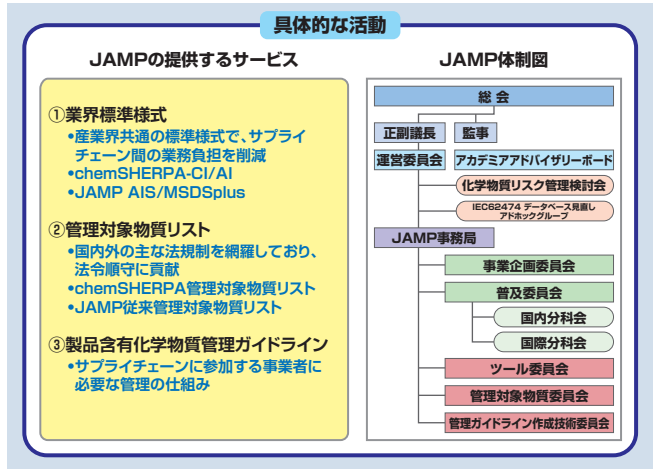 具体的な活動
JAMPの提供するサービス
①業界標準様式
•産業界共通の標準様式で、サプライ
チェーン間の業務負担を削減
•chemSHERPA-CI/AI
•JAMP AIS/MSDSplus
②管理対象物質リスト
•国内外の主な法規制を網羅しており、
法令順守に貢献
•chemSHERPA管理対象物質リスト
•JAMP従来管理対象物質リスト
③製品含有化学物質管理ガイドライン
•サプライチェーンに参加する事業者に
必要な管理の仕組み
JAMP体制図
総 会
正副議長
監事
運営委員会
アカデミアアドバイザリーボード
化学物質リスク管理検討会
IEC62474 データベース見直し
アドホックグループ
JAMP事務局
事業企画委員会
普及委員会
国内分科会
国際分科会
ツール委員会
管理対象物質委員会
管理ガイドライン作成技術委員会